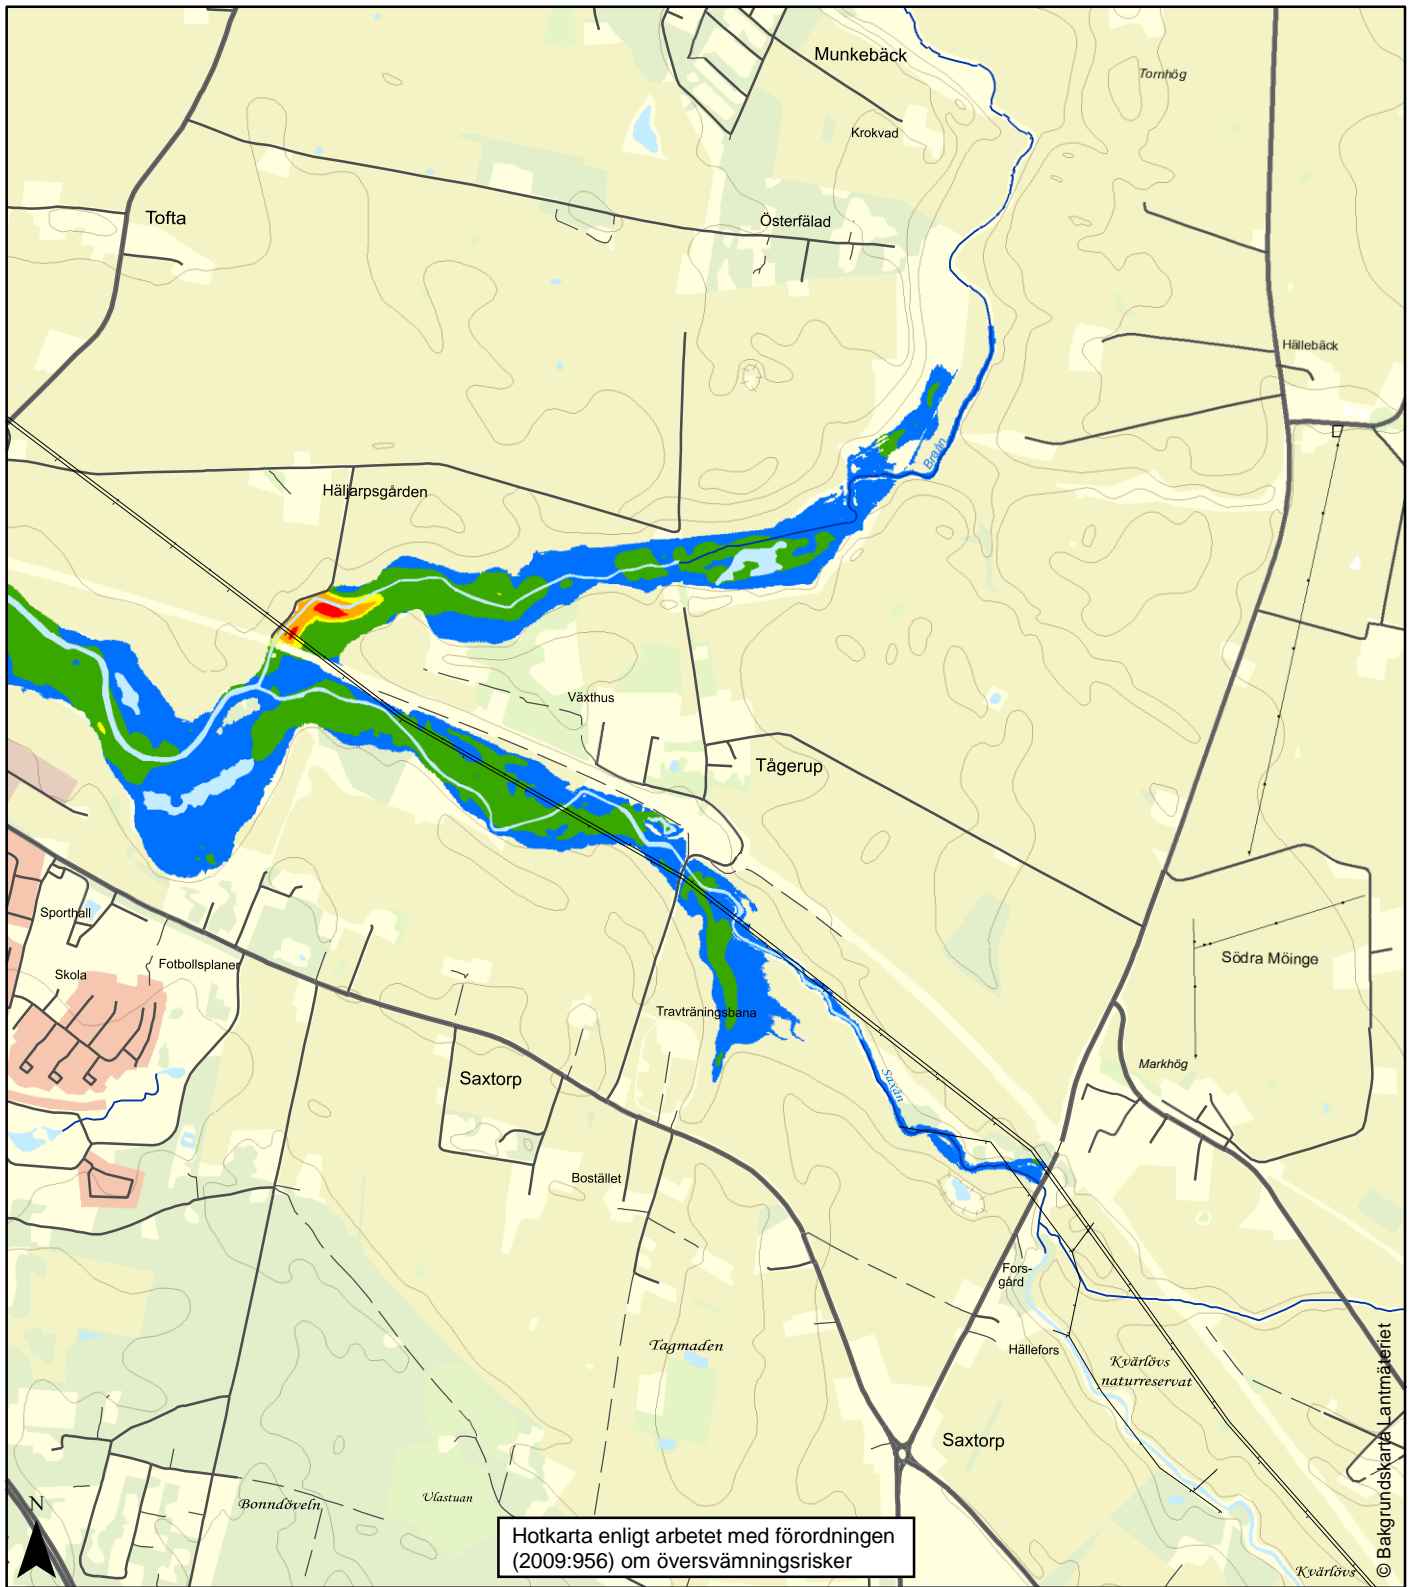 Munkebäck
Tornhög
Krokvad
Tofta
Österfälad
Hällebäck
Braån
Häljarpsgården
Växthus
Tågerup
Sporthall
Fotbollsplaner
Skola
Södra Möinge
Travträningsbana
Markhög
Saxån
Saxtorp
Bostället
Fors-
gård
Tagmaden
Hällefors
Kvärlövs
naturreservat
Saxtorp
Ulastuan
Bonndöveln
N
Hotkarta enligt arbetet med förordningen
(2009:956) om översvämningsrisker
Kvärlövs
© Bakgrundskarta Lantmäteriet